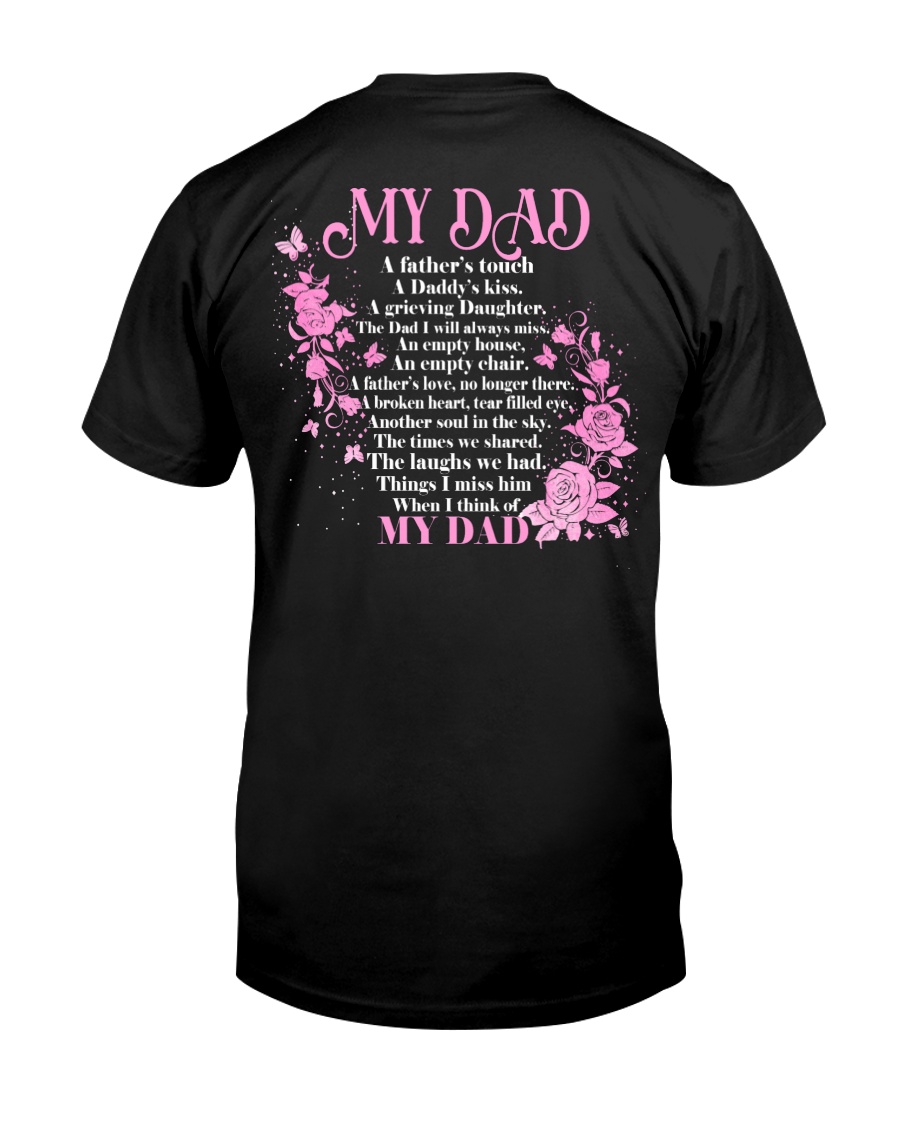 MY DAD
A father's touch
A Daddy's kiss.
A grieving Daughter.
The Dad I will always miss.
An empty house,
An empty chair.
A father's love, no longer there.
A broken heart, tear filled eye.
Another soul in the sky.
The times we shared.
The laughs we had.
Things I miss him
When I think of
MY DAD